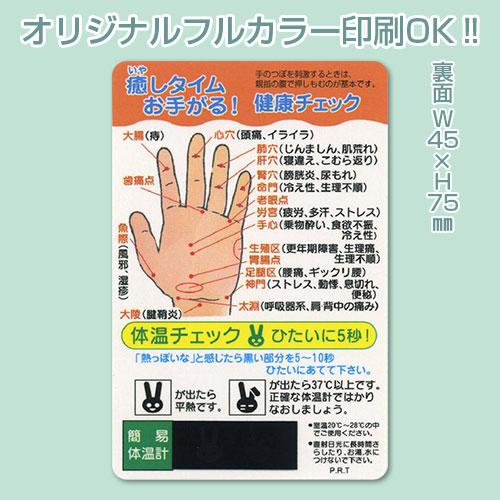 オリジナルフルカラー印刷OK!!
裏面W45×H75㎜
いや
癒しタイム
お手がる！
健康チェック
手のつぼを刺激するときは、
親指の腹で押しもむのが基本です。
大腸(痔)
歯痛点
魚際(風邪、湿疹)
大陵(腱鞘炎)
心穴(頭痛、イライラ)
肺穴(じんましん、肌荒れ)
肝穴(寝違え、こむら返り)
腎穴(膀胱炎、尿もれ)
命門(冷え性、生理不順)
老眼点
労宮(疲労、多汗、ストレス)
手心(乗物酔い、食欲不振、
冷え性)
生殖区(更年期障害、生理痛、
胃腸点 生理不順)
足腿区(腰痛、ギックリ腰)
神門(ストレス、動悸、息切れ、
便秘)
太淵(呼吸器系、肩・背中の痛み)
体温チェック ひたいに5秒！
「熱っぽいな」と感じたら黒い部分を5〜10秒
ひたいにあてて下さい。
が出たら
平熱です。
が出たら37℃以上です。
正確な体温計ではかり
なおしましょう。
簡易
体温計
●室温20℃〜28℃の中
でご使用ください。
●直射日光に長時間さ
らしたり、お湯、水に
つけないで下さい。
P.R.T